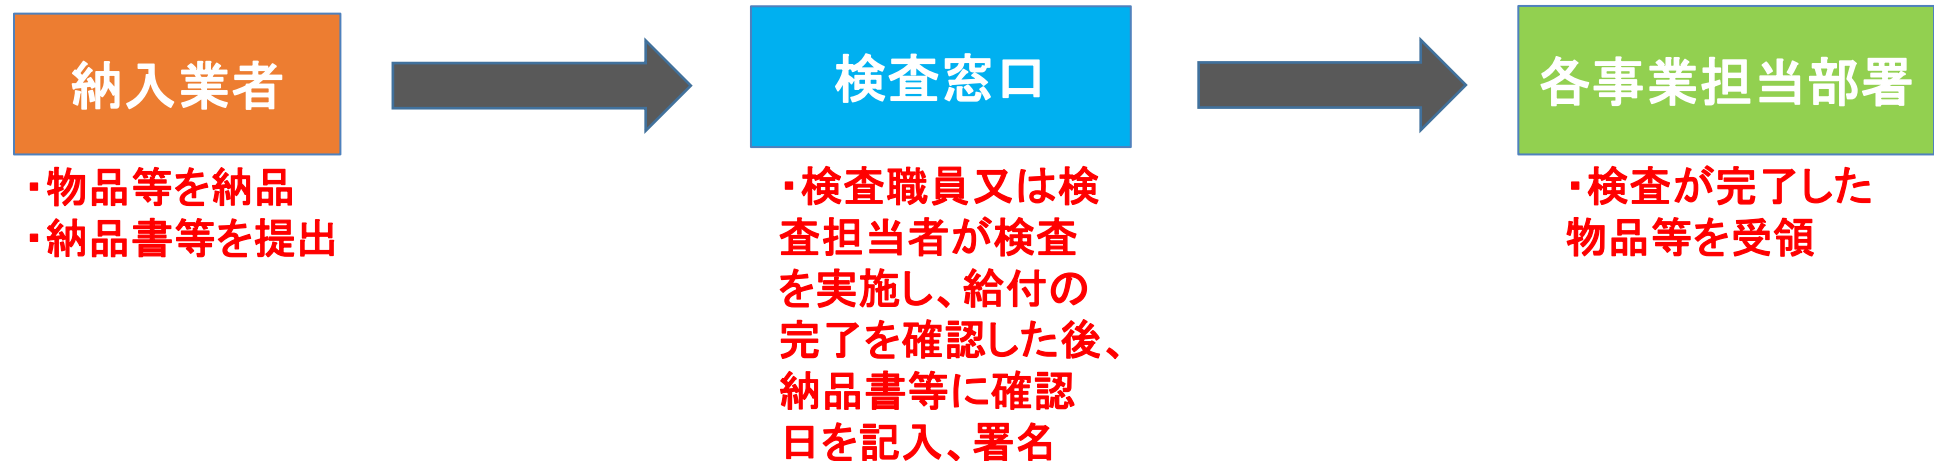 納入業者
・物品等を納品
・納品書等を提出
検査窓口
・検査職員又は検
査担当者が検査
を実施し、給付の
完了を確認した後、
納品書等に確認
日を記入、署名
各事業担当部署
・検査が完了した
物品等を受領